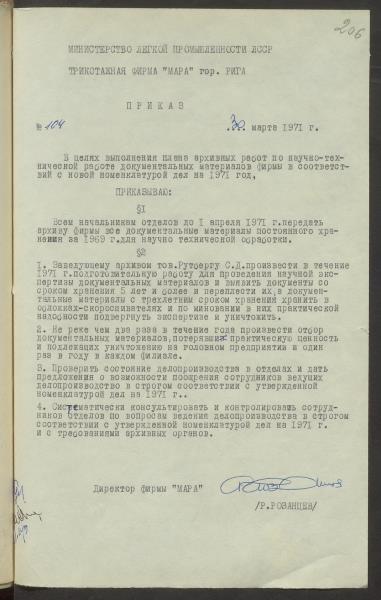 206
МИНИСТЕРСТВО ЛЕГКОЙ ПРОМЫШЛЕННОСТИ ЛССР
ТРИКОТАЖНАЯ ФИРМА "МАРА" гор. РИГА
ПРИКАЗ
№ 104 30 марта 1971 г.
В целях выполнения плана архивных работ по научно-тех-
нической работе документальных материалов фирмы в соответст-
вий с новой номенклатурой дел на 1971 год,
ПРИКАЗЫВАЮ:
§1
Всем начальникам отделов до 1 апреля 1971 г.передать
архиву фирмы все документальные материалы постоянного хра-
нения за 1969 г.для научно технической обработки.
§2
1. Заведующему архивом тов.Рутбергу С.Д.произвести в течение
1971 г.подготовительную работу для проведения научной экс-
пертизы документальных материалов и выявить документы со
сроком хранения 5 лет и более и переплести их,а докумен-
тальные материалы с трехлетним сроком хранения хранить в
обложках-скоросшивателях и по миновании в них практической
надобности подвергнуть экспертизе и уничтожить.
2. Не реже чем два раза в течение года произвести отбор
документальных материалов,потерявших практическую ценность
и подлежащих уничтожению на головном предприятии и один
раз в году в каждом филиале.
3. Проверить состояние делопроизводства в отделах и дать
предложения о возможности поощрения сотрудников ведущих
делопроизводство в строгом соответствии с утвержденной
номенклатурой дел на 1971 г..
4. Систематически консультировать и контролировать сотруд-
ников отделов по вопросам ведения делопроизводства в строгом
соответствии с утвержденной номенклатурой дел на 1971 г.
и с требованиями архивных органов.
Директор фирмы "МАРА"
/Р.РОЗАНЦЕВ/